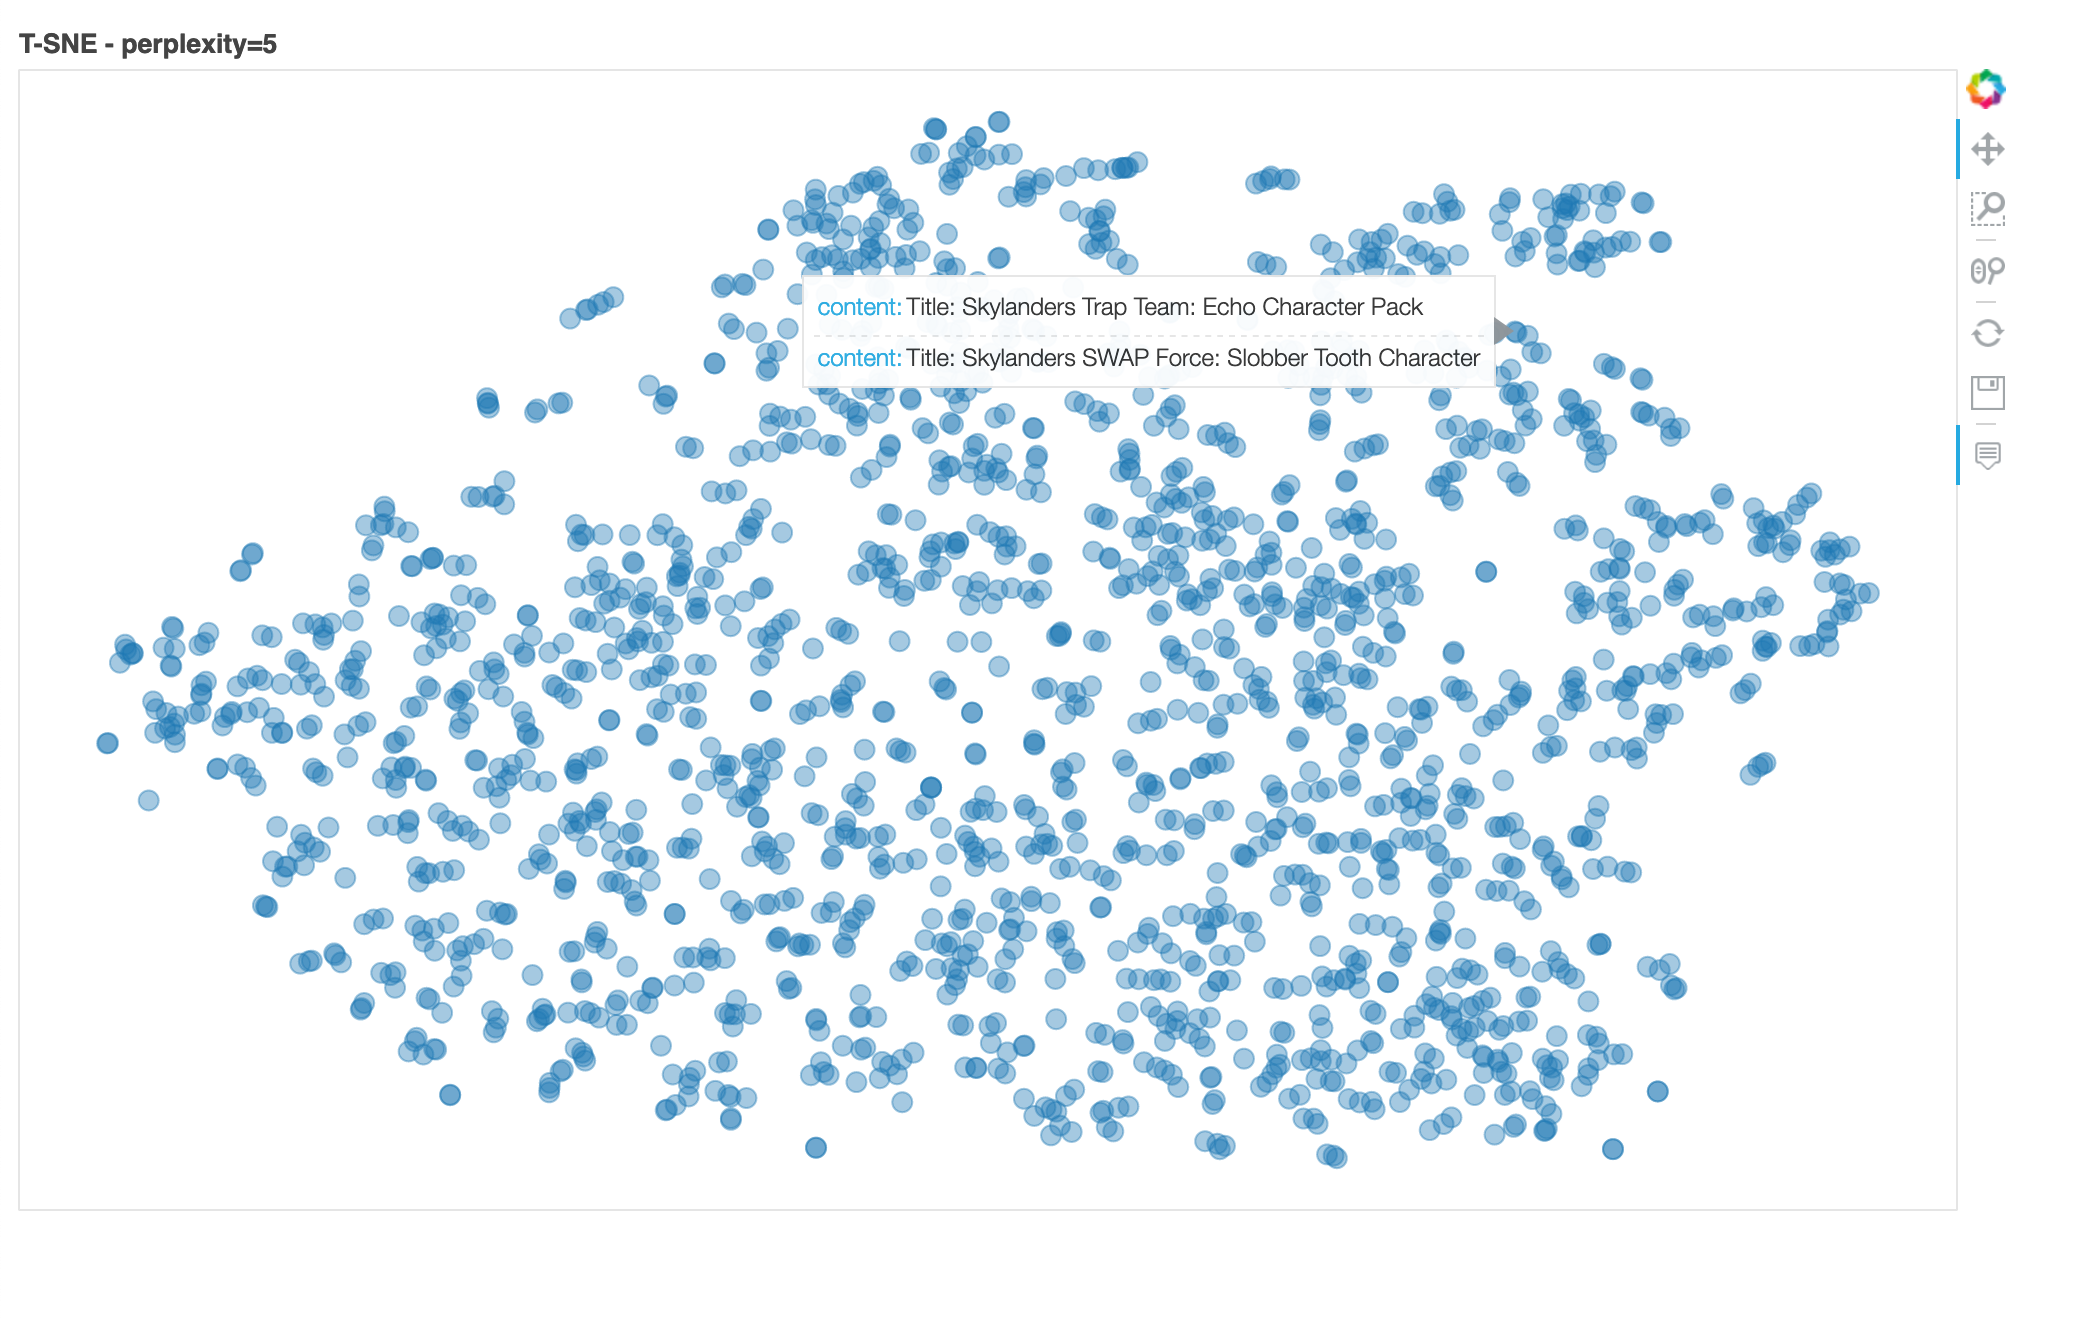 T-SNE - perplexity=5
content: Title: Skylanders Trap Team: Echo Character Pack
content: Title: Skylanders SWAP Force: Slobber Tooth Character